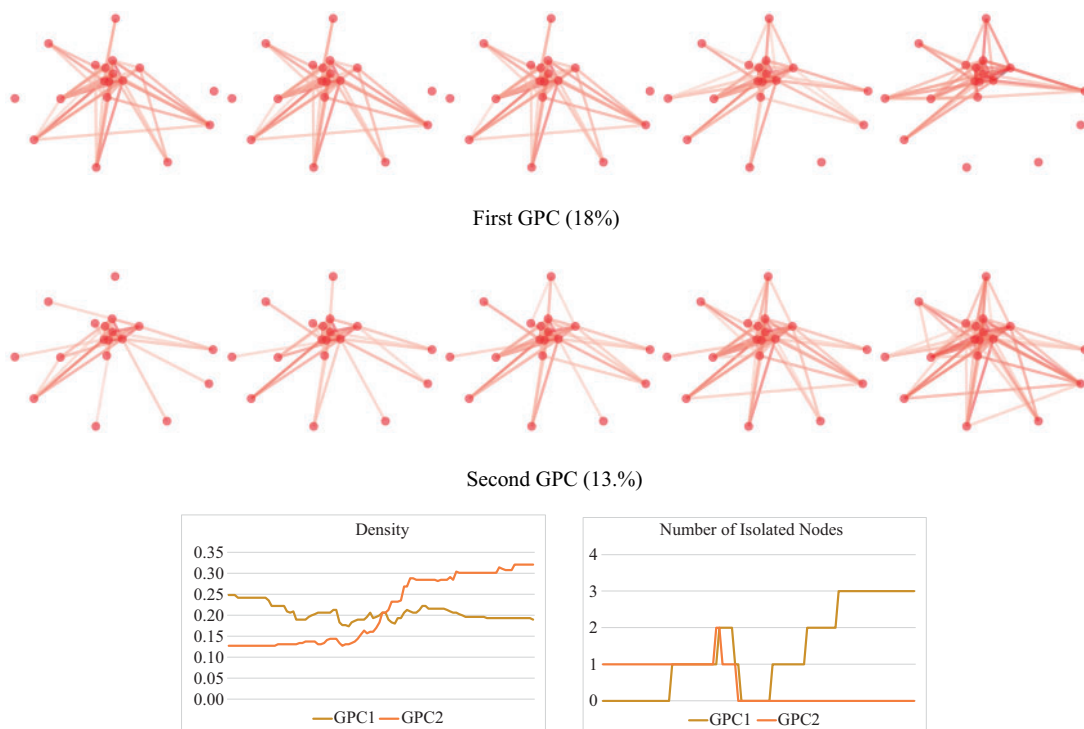 First GPC (18%)
Second GPC (13.%)
Density
0.35
0.30
0.25
0.20
0.15
0.10
0.05
0.00
GPC1 GPC2
Number of Isolated Nodes
4
3
2
1
0
GPC1 GPC2